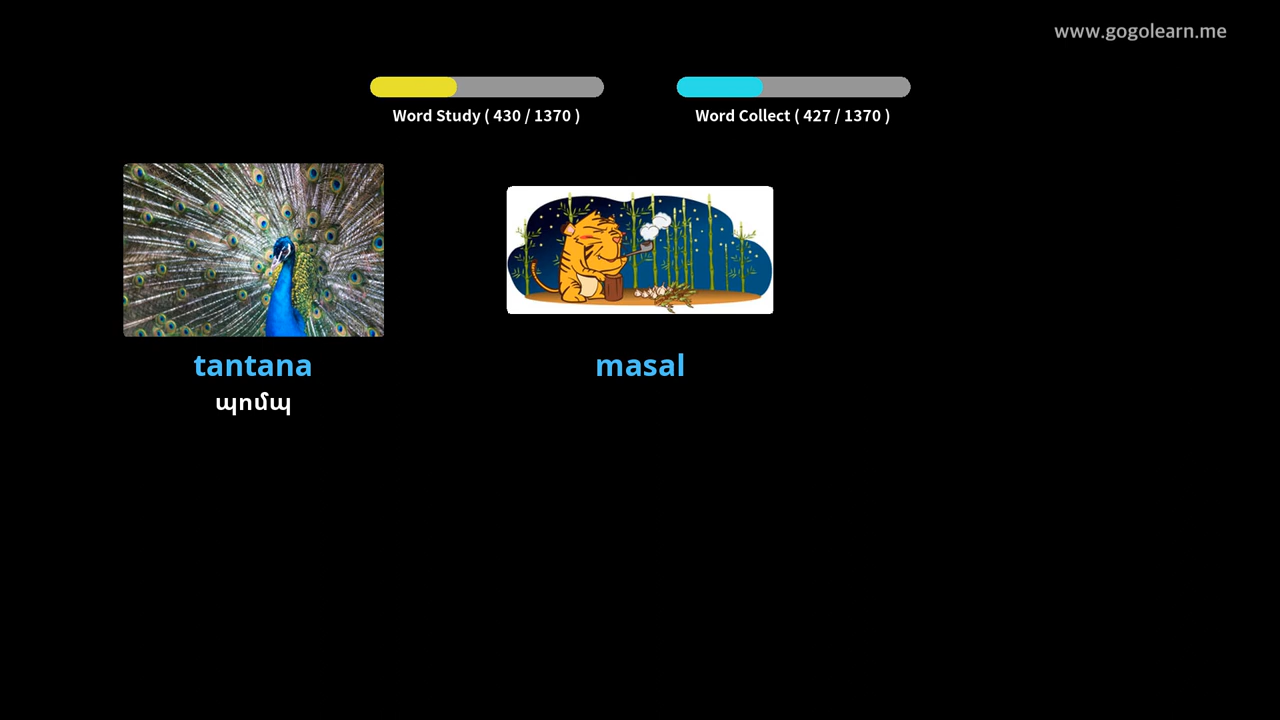 www.gogolearn.me
Word Study ( 430 / 1370 )
Word Collect ( 427 / 1370 )
tantana
պոմպ
masal